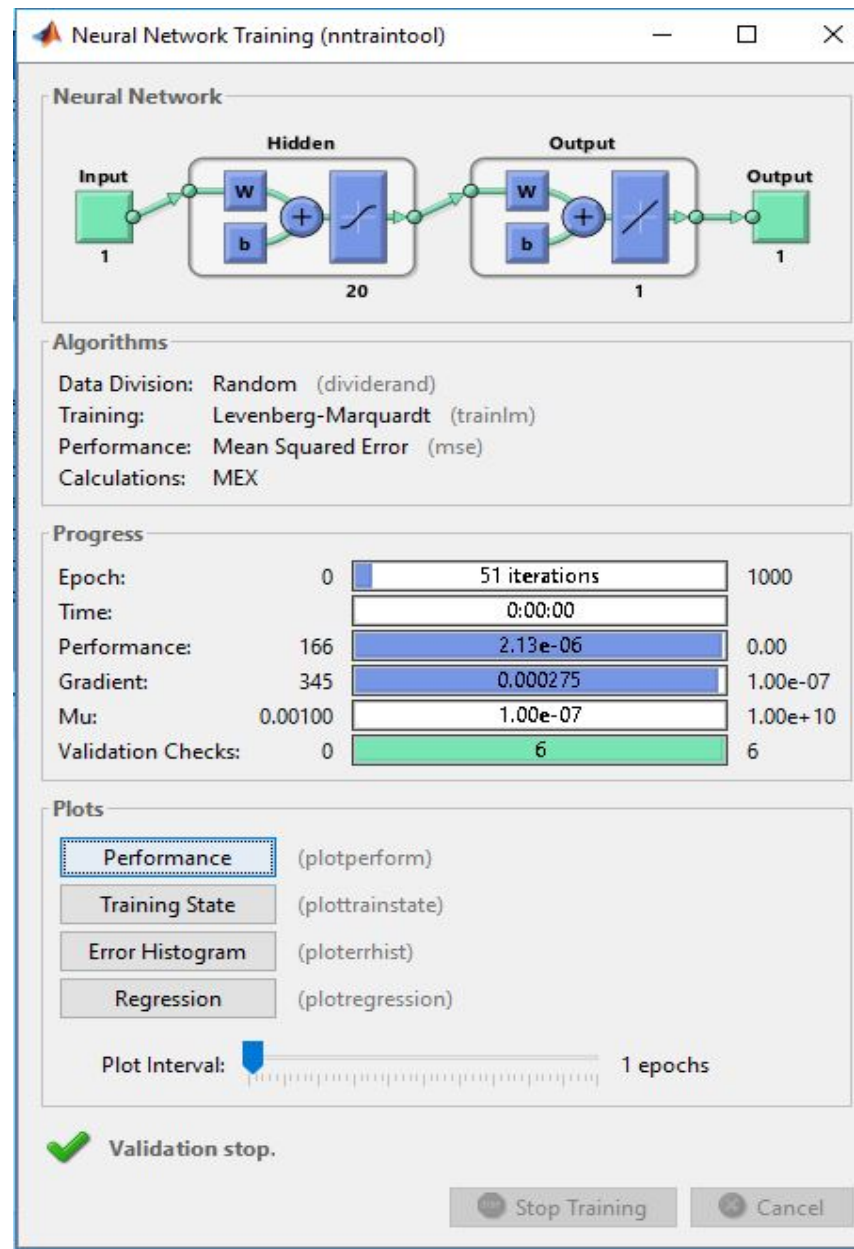 Neural Network Training (nntraintool)
Neural Network
Hidden Output
Input Output
W W
+ +
b b
1 1
20 1
Algorithms
Data Division: Random (dividerand)
Training: Levenberg-Marquardt (trainlm)
Performance: Mean Squared Error (mse)
Calculations: MEX
Progress
Epoch: 0 51 iterations 1000
Time: 0:00:00
Performance: 166 2.13e-06 0.00
Gradient: 345 0.000275 1.00e-07
Mu: 0.00100 1.00e-07 1.00e+10
Validation Checks: 0 6 6
Plots
Performance (plotperform)
Training State (plottrainstate)
Error Histogram (ploterrhist)
Regression (plotregression)
Plot Interval: 1 epochs
Validation stop.
Stop Training Cancel